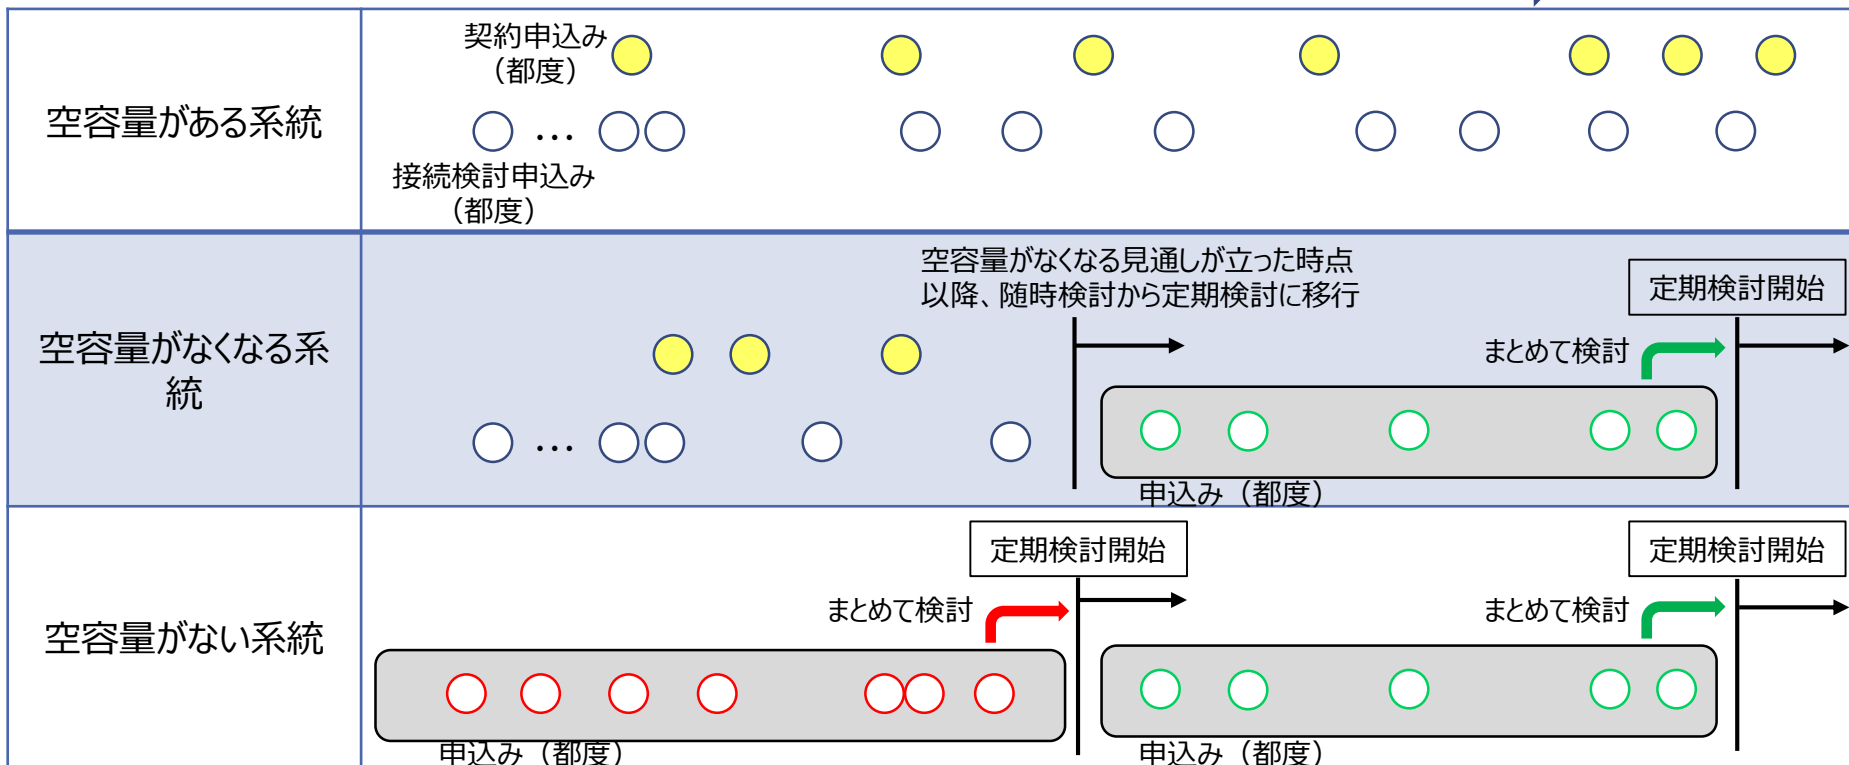 契約申込み
（都度）
空容量がある系統
…
接続検討申込み
（都度）
空容量がなくなる見通しが立った時点
以降、随時検討から定期検討に移行
定期検討開始
空容量がなくなる系
統
まとめて検討
…
申込み（都度）
定期検討開始
定期検討開始
まとめて検討
まとめて検討
空容量がない系統
申込み（都度）
申込み（都度）